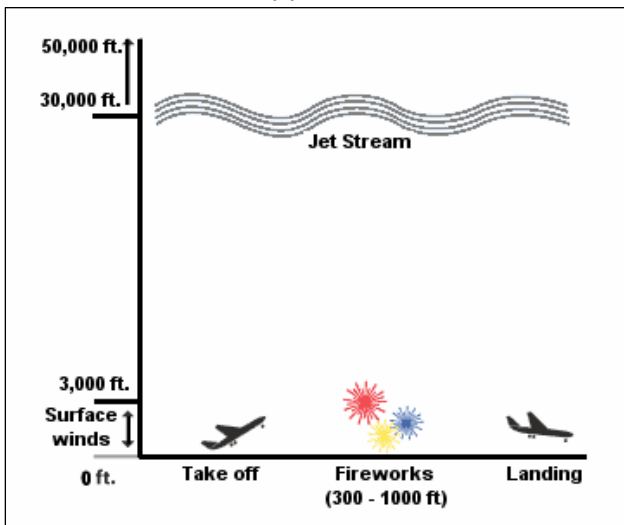 50,000 ft.
30,000 ft.
Jet Stream
3,000 ft.
Surface
winds
0 ft.
Take off
Fireworks
(300 - 1000 ft)
Landing